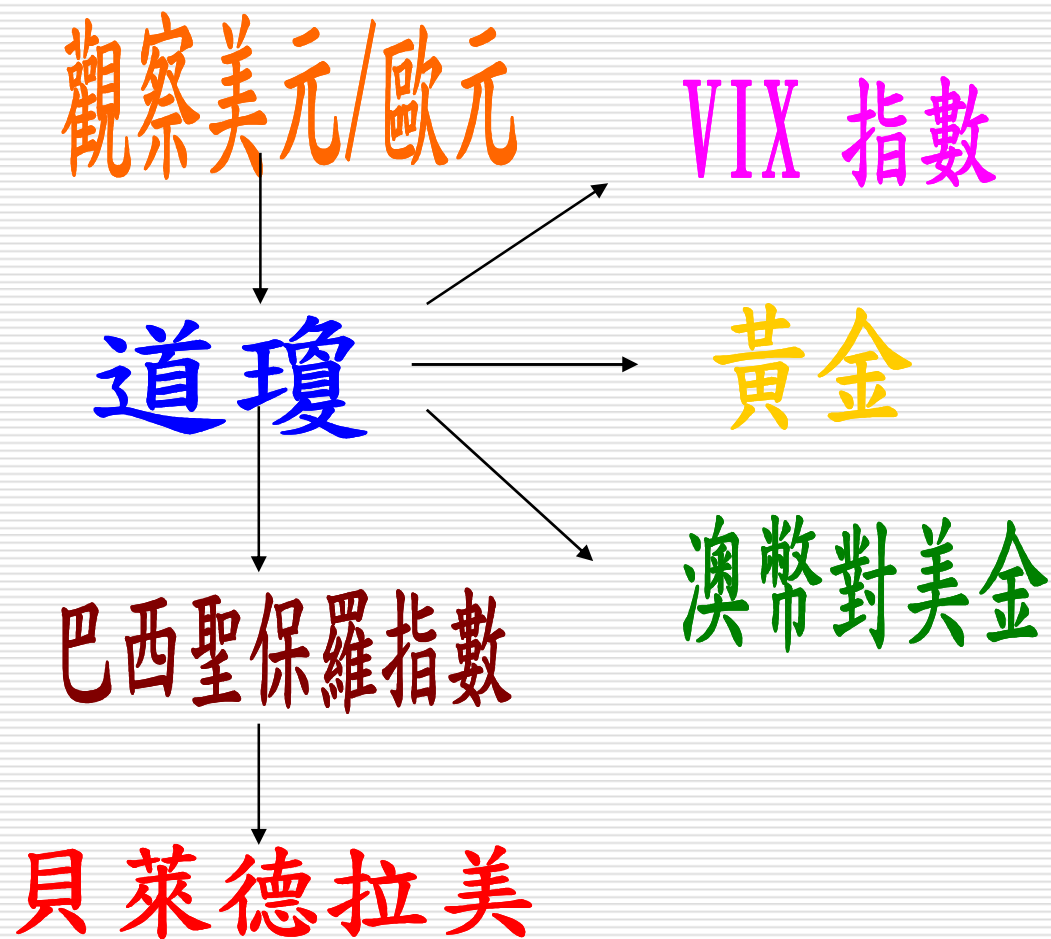 觀察美元/歐元
VIX 指數
道瓊
黃金
澳幣對美金
巴西聖保羅指數
貝萊德拉美